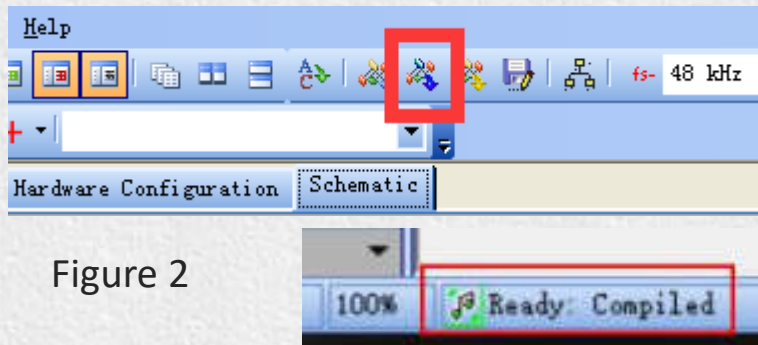 Help
fs- 48 kHz
Hardware Configuration Schematic
Figure 2
100% Ready: Compiled